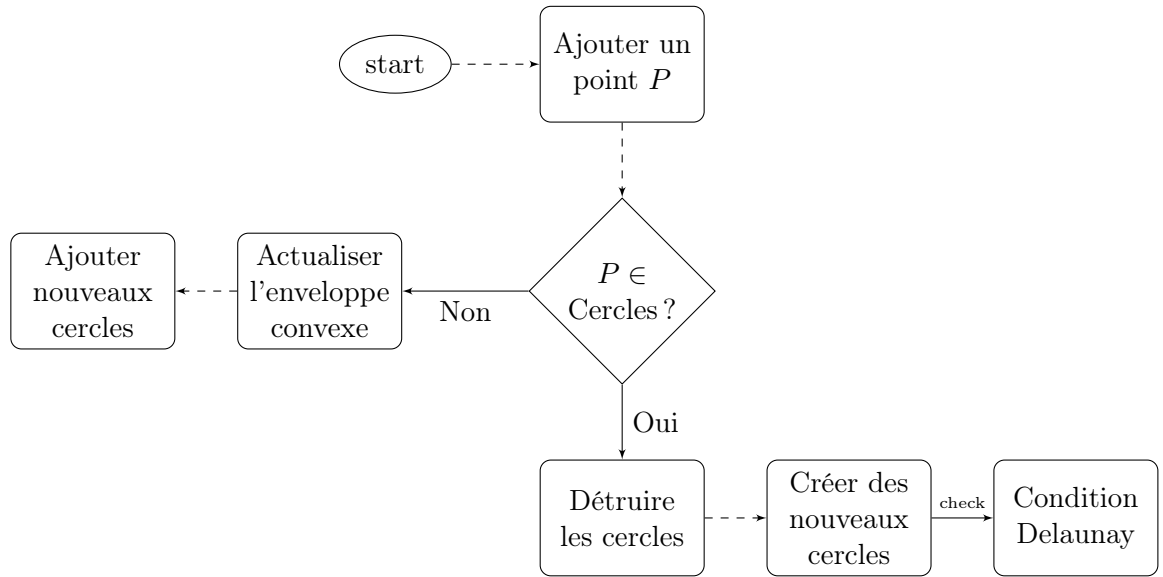 start
Ajouter un
point P
P ∈
Cercles ?
Non
Actualiser
l'enveloppe
convexe
Ajouter
nouveaux
cercles
Oui
Détruire
les cercles
Créer des
nouveaux
cercles
check
Condition
Delaunay